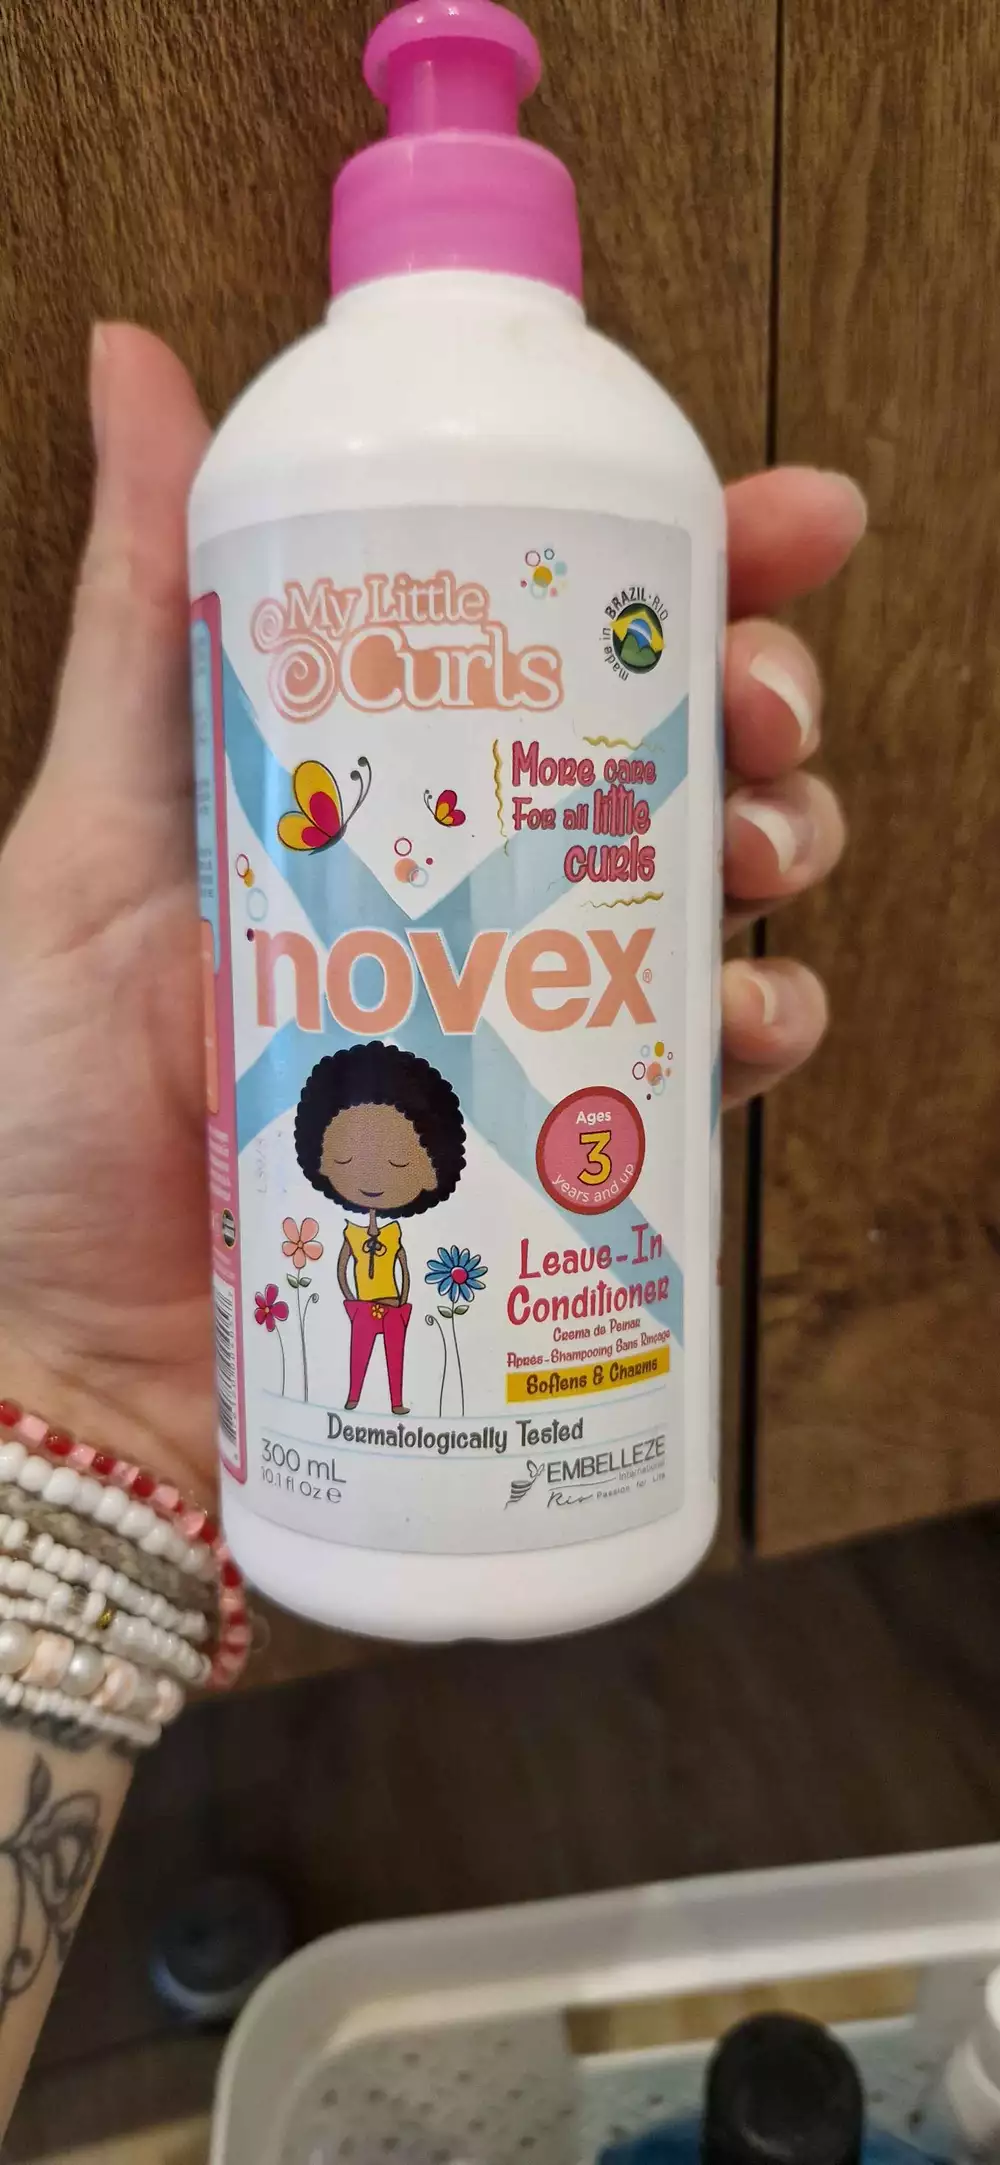 My Little
Curls
made in BRAZIL · RIO
More care
For all little
curls
novex®
Ages
3
years and up
Leave-In
Conditioner
Crema de Peinar
Après-Shampooing Sans Rinçage
Softens & Charms
Dermatologically Tested
300 mL
10.1 fl Oz e
EMBELLEZE
International
Rio Passion for Life